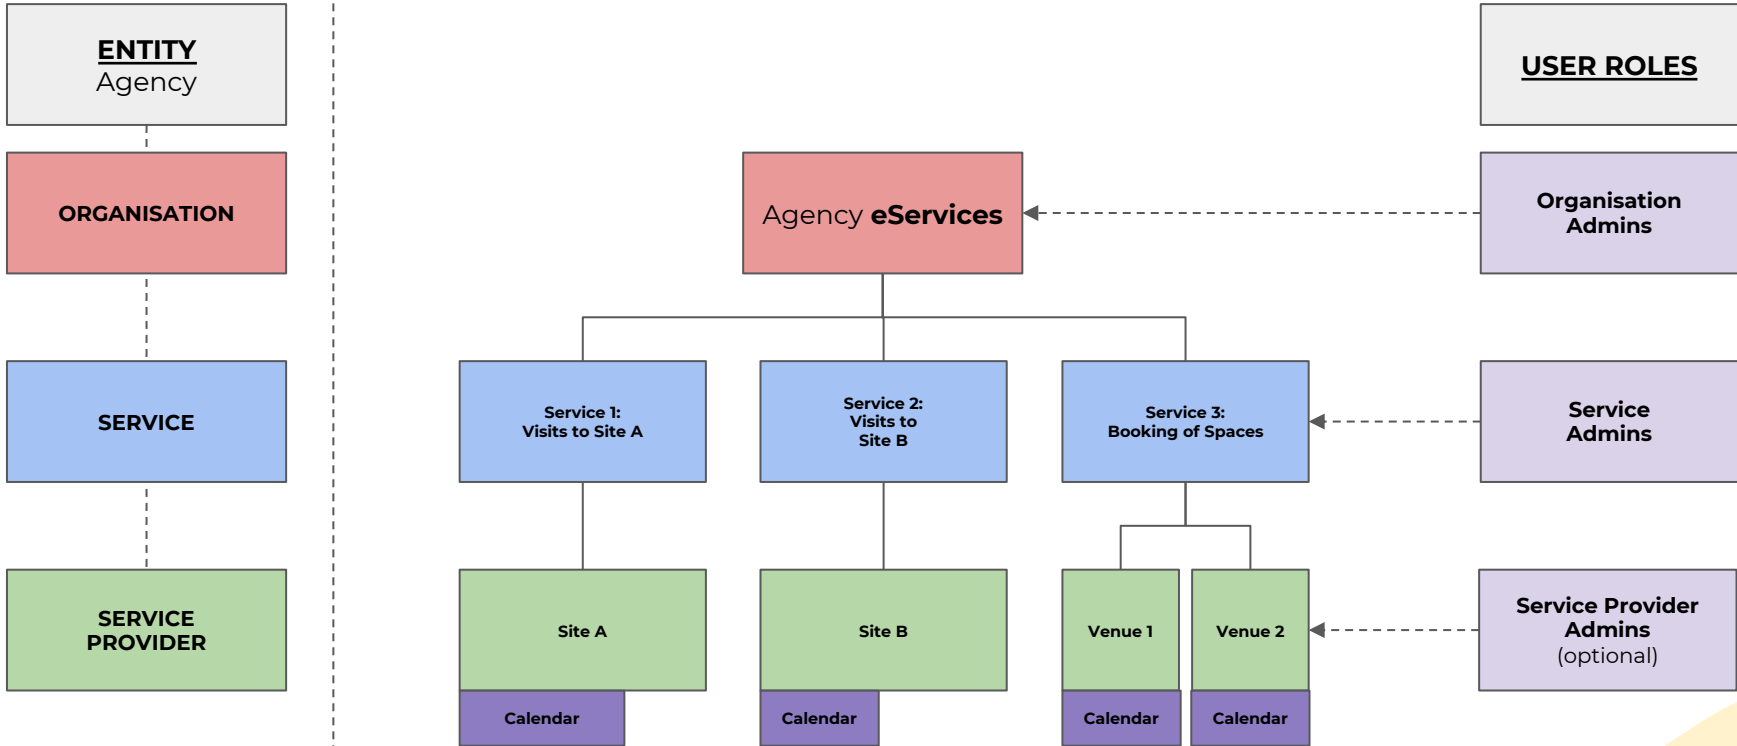 ENTITY
Agency
USER ROLES
ORGANISATION
Agency eServices
Organisation
Admins
SERVICE
Service 1:
Visits to Site A
Service 2:
Visits to
Site B
Service 3:
Booking of Spaces
Service
Admins
SERVICE
PROVIDER
Site A
Site B
Venue 1
Venue 2
Service Provider
Admins
(optional)
Calendar
Calendar
Calendar
Calendar